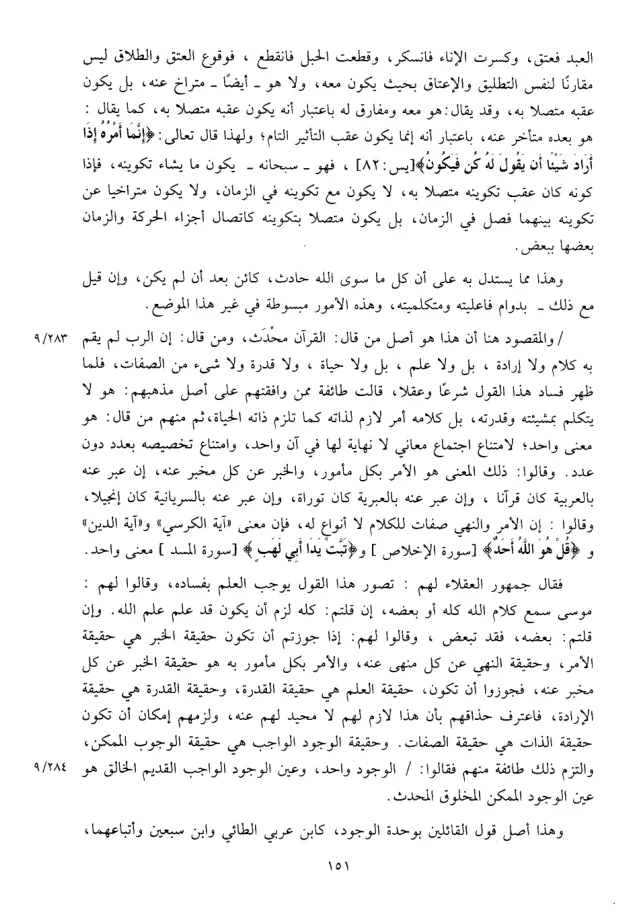 العبد فعتق، وكسرت الإناء فانسكر، وقطعت الحبل فانقطع ، فوقوع العتق والطلاق ليس
مقارنًا لنفس التطليق والإعتاق بحيث يكون معه، ولا هو ـ أيضًا ـ متراخ عنه، بل يكون
عقبه متصلا به، وقد يقال: هو معه ومفارق له باعتبار أنه يكون عقبه متصلا به، كما يقال :
هو بعده متأخر عنه، باعتبار أنه إنما يكون عقب التأثير التام؛ ولهذا قال تعالى: ﴿إِنَّمَا أَمْرُهُ إِذَا
أَرَادَ شَيْئًا أَن يَقُولَ لَهُ كُن فَيَكُونُ﴾[يس: ٨٢] ، فهو ـ سبحانه ـ يكون ما يشاء تكوينه، فإذا
كونه كان عقب تكوينه متصلا به، لا يكون مع تكوينه في الزمان، ولا يكون متراخيا عن
تكوينه بينهما فصل في الزمان، بل يكون متصلا بتكوينه كاتصال أجزاء الحركة والزمان
بعضها ببعض.
وهذا مما يستدل به على أن كل ما سوى الله حادث، كائن بعد أن لم يكن، وإن قيل
مع ذلك ـ بدوام فاعليته ومتكلميته، وهذه الأمور مبسوطة في غير هذا الموضع.
٩/٢٨٣ / والمقصود هنا أن هذا هو أصل من قال: القرآن محْدَث، ومن قال: إن الرب لم يقم
به كلام ولا إرادة ، بل ولا علم ، بل ولا حياة ، ولا قدرة ولا شىء من الصفات، فلما
ظهر فساد هذا القول شرعًا وعقلا، قالت طائفة ممن وافقتهم على أصل مذهبهم: هو لا
يتكلم بمشيئته وقدرته، بل كلامه أمر لازم لذاته كما تلزم ذاته الحياة، ثم منهم من قال: هو
معنى واحد؛ لامتناع اجتماع معاني لا نهاية لها في آن واحد، وامتناع تخصيصه بعدد دون
عدد. وقالوا: ذلك المعنى هو الأمر بكل مأمور، والخبر عن كل مخبر عنه، إن عبر عنه
بالعربية كان قرآنا ، وإن عبر عنه بالعبرية كان توراة، وإن عبر عنه بالسريانية كان إنجيلا،
وقالوا : إن الأمر والنهي صفات للكلام لا أنواع له، فإن معنى «آية الكرسي» و«آية الدين»
و ﴿قُلْ هُوَ اللَّهُ أَحَدٌ﴾ [سورة الإخلاص ] و﴿تَبَّتْ يَدَا أَبِي لَهَبٍ﴾ [سورة المسد ] معنى واحد.
فقال جمهور العقلاء لهم : تصور هذا القول يوجب العلم بفساده، وقالوا لهم :
موسى سمع كلام الله كله أو بعضه، إن قلتم: كله لزم أن يكون قد علم علم الله. وإن
قلتم: بعضه، فقد تبعض ، وقالوا لهم: إذا جوزتم أن تكون حقيقة الخبر هي حقيقة
الأمر، وحقيقة النهي عن كل منهى عنه، والأمر بكل مأمور به هو حقيقة الخبر عن كل
مخبر عنه، فجوزوا أن تكون، حقيقة العلم هي حقيقة القدرة، وحقيقة القدرة هي حقيقة
الإرادة، فاعترف حذاقهم بأن هذا لازم لهم لا محيد لهم عنه، ولزمهم إمكان أن تكون
حقيقة الذات هي حقيقة الصفات. وحقيقة الوجود الواجب هي حقيقة الوجوب الممكن،
٩/٢٨٤ والتزم ذلك طائفة منهم فقالوا: / الوجود واحد، وعين الوجود الواجب القديم الخالق هو
عين الوجود الممكن المخلوق المحدث.
وهذا أصل قول القائلين بوحدة الوجود، كابن عربي الطائي وابن سبعين وأتباعهما،
١٥١